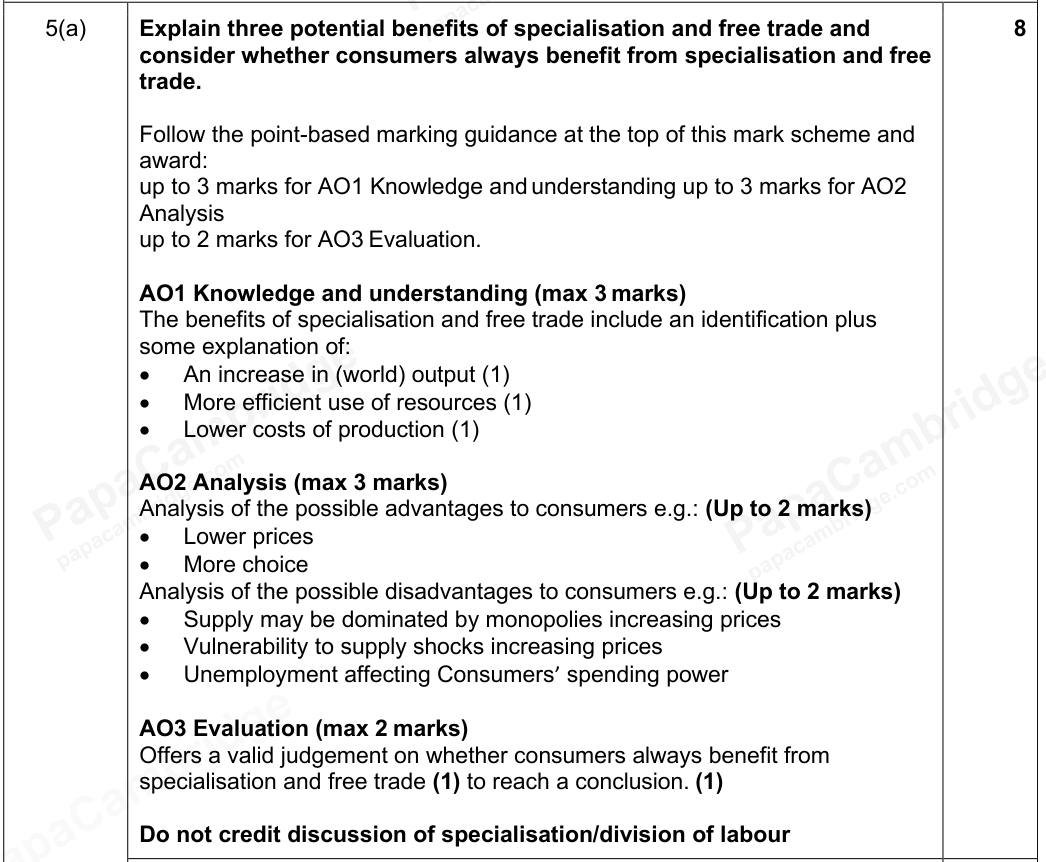 5(a)
Explain three potential benefits of specialisation and free trade and
consider whether consumers always benefit from specialisation and free
trade.
8
Follow the point-based marking guidance at the top of this mark scheme and
award:
up to 3 marks for AO1 Knowledge and understanding up to 3 marks for AO2
Analysis
up to 2 marks for AO3 Evaluation.
AO1 Knowledge and understanding (max 3 marks)
The benefits of specialisation and free trade include an identification plus
some explanation of:
• An increase in (world) output (1)
• More efficient use of resources (1)
• Lower costs of production (1)
AO2 Analysis (max 3 marks)
Analysis of the possible advantages to consumers e.g.: (Up to 2 marks)
• Lower prices
• More choice
Analysis of the possible disadvantages to consumers e.g.: (Up to 2 marks)
• Supply may be dominated by monopolies increasing prices
• Vulnerability to supply shocks increasing prices
• Unemployment affecting Consumers’ spending power
AO3 Evaluation (max 2 marks)
Offers a valid judgement on whether consumers always benefit from
specialisation and free trade (1) to reach a conclusion. (1)
Do not credit discussion of specialisation/division of labour
PapaCambridge
PapaCambridge
papacambridge.com